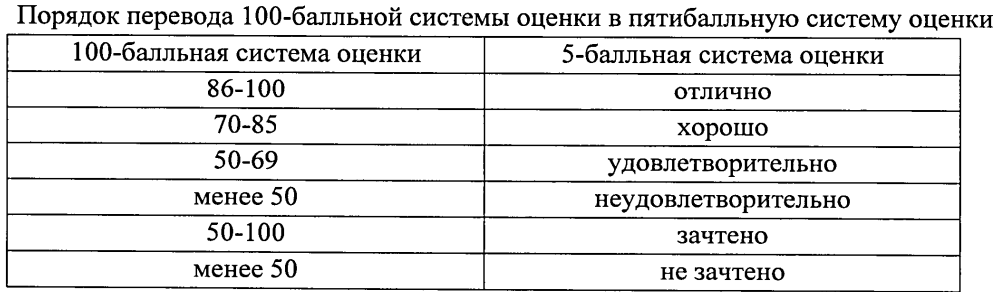 Порядок перевода 100-балльной системы оценки в пятибалльную систему оценки
100-балльная система оценки 5-балльная система оценки
86-100 отлично
70-85 хорошо
50-69 удовлетворительно
менее 50 неудовлетворительно
50-100 зачтено
менее 50 не зачтено